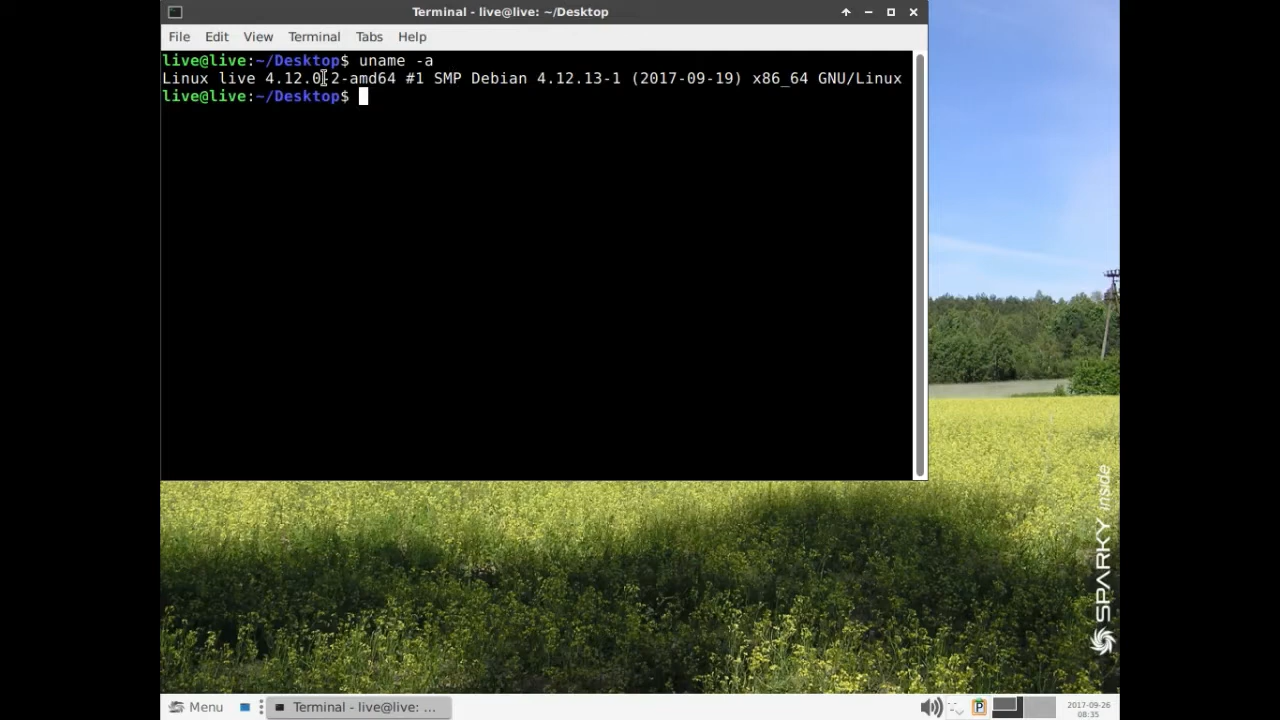 Terminal - live@live: ~/Desktop
File Edit View Terminal Tabs Help
live@live:~/Desktop$ uname -a
Linux live 4.12.0-2-amd64 #1 SMP Debian 4.12.13-1 (2017-09-19) x86_64 GNU/Linux
live@live:~/Desktop$
SPARKY inside
Menu
Terminal - live@live: ...
P
2017-09-26
08:35